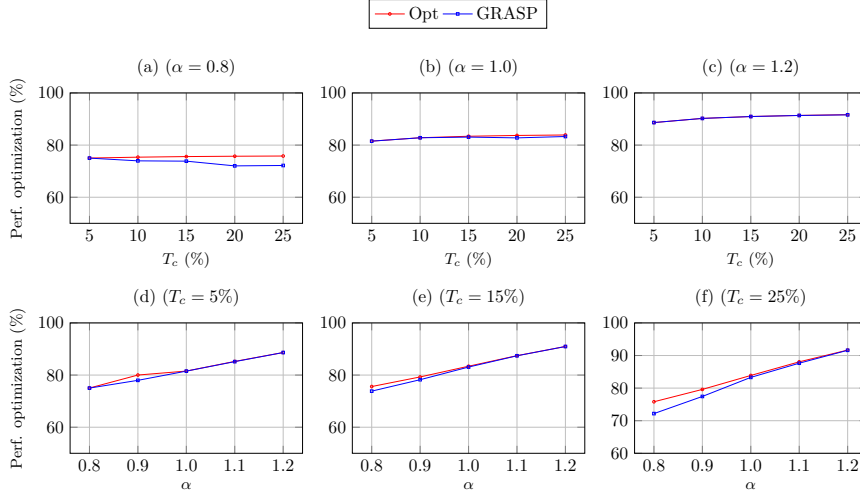 Opt GRASP
(a) (α = 0.8)
(b) (α = 1.0)
(c) (α = 1.2)
Perf. optimization (%)
100
80
60
5 10 15 20 25
T_c (%)
100
80
60
5 10 15 20 25
T_c (%)
100
80
60
5 10 15 20 25
T_c (%)
(d) (T_c = 5%)
(e) (T_c = 15%)
(f) (T_c = 25%)
Perf. optimization (%)
100
80
60
0.8 0.9 1.0 1.1 1.2
α
100
80
60
0.8 0.9 1.0 1.1 1.2
α
100
90
80
70
60
0.8 0.9 1.0 1.1 1.2
α